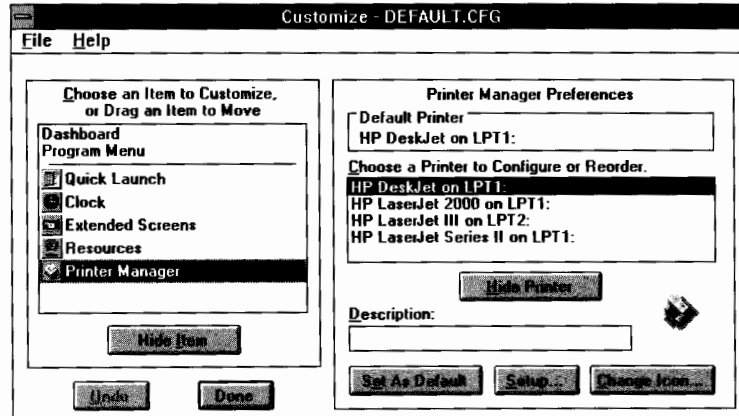 Customize - DEFAULT.CFG
File Help
Choose an Item to Customize,
or Drag an Item to Move
Dashboard
Program Menu
Quick Launch
Clock
Extended Screens
Resources
Printer Manager
Hide Item
Undo
Done
Printer Manager Preferences
Default Printer
HP DeskJet on LPT1:
Choose a Printer to Configure or Reorder.
HP DeskJet on LPT1:
HP LaserJet 2000 on LPT1:
HP LaserJet III on LPT2:
HP LaserJet Series II on LPT1:
Hide Printer
Description:
Set As Default
Setup...
Change Icon...